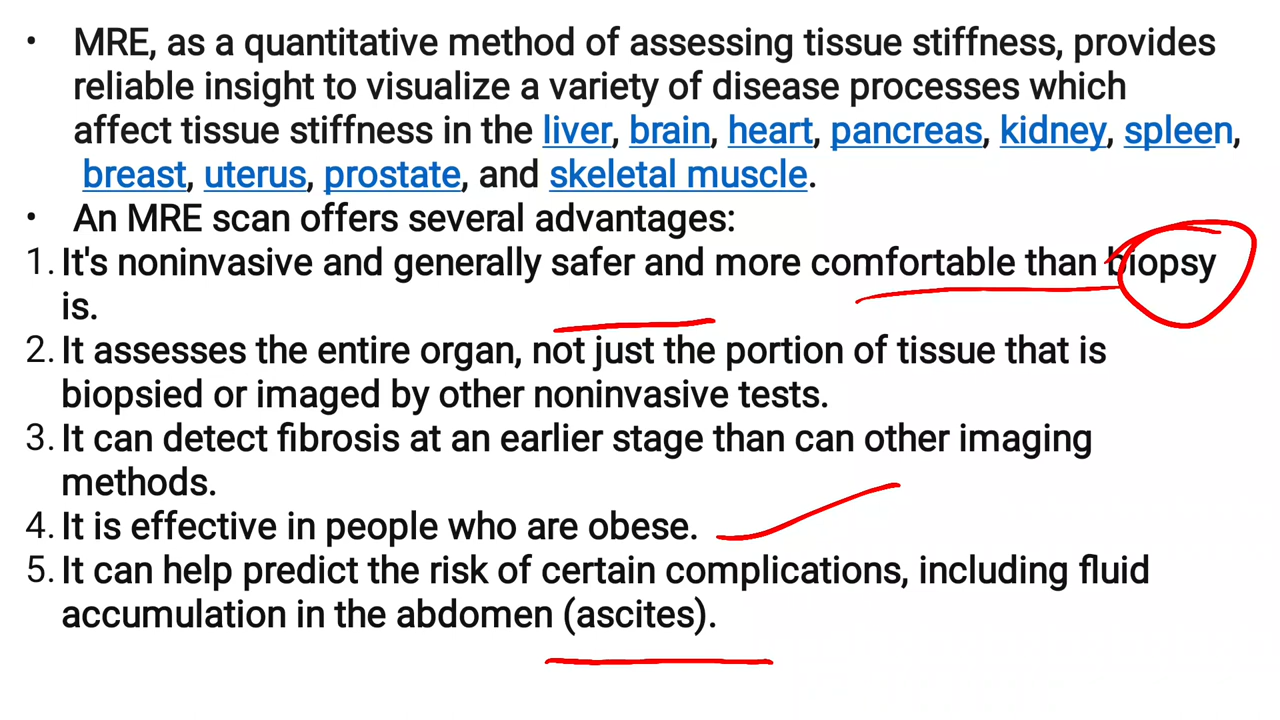 • MRE, as a quantitative method of assessing tissue stiffness, provides
reliable insight to visualize a variety of disease processes which
affect tissue stiffness in the liver, brain, heart, pancreas, kidney, spleen,
breast, uterus, prostate, and skeletal muscle.
• An MRE scan offers several advantages:
1. It's noninvasive and generally safer and more comfortable than biopsy
is.
2. It assesses the entire organ, not just the portion of tissue that is
biopsied or imaged by other noninvasive tests.
3. It can detect fibrosis at an earlier stage than can other imaging
methods.
4. It is effective in people who are obese.
5. It can help predict the risk of certain complications, including fluid
accumulation in the abdomen (ascites).